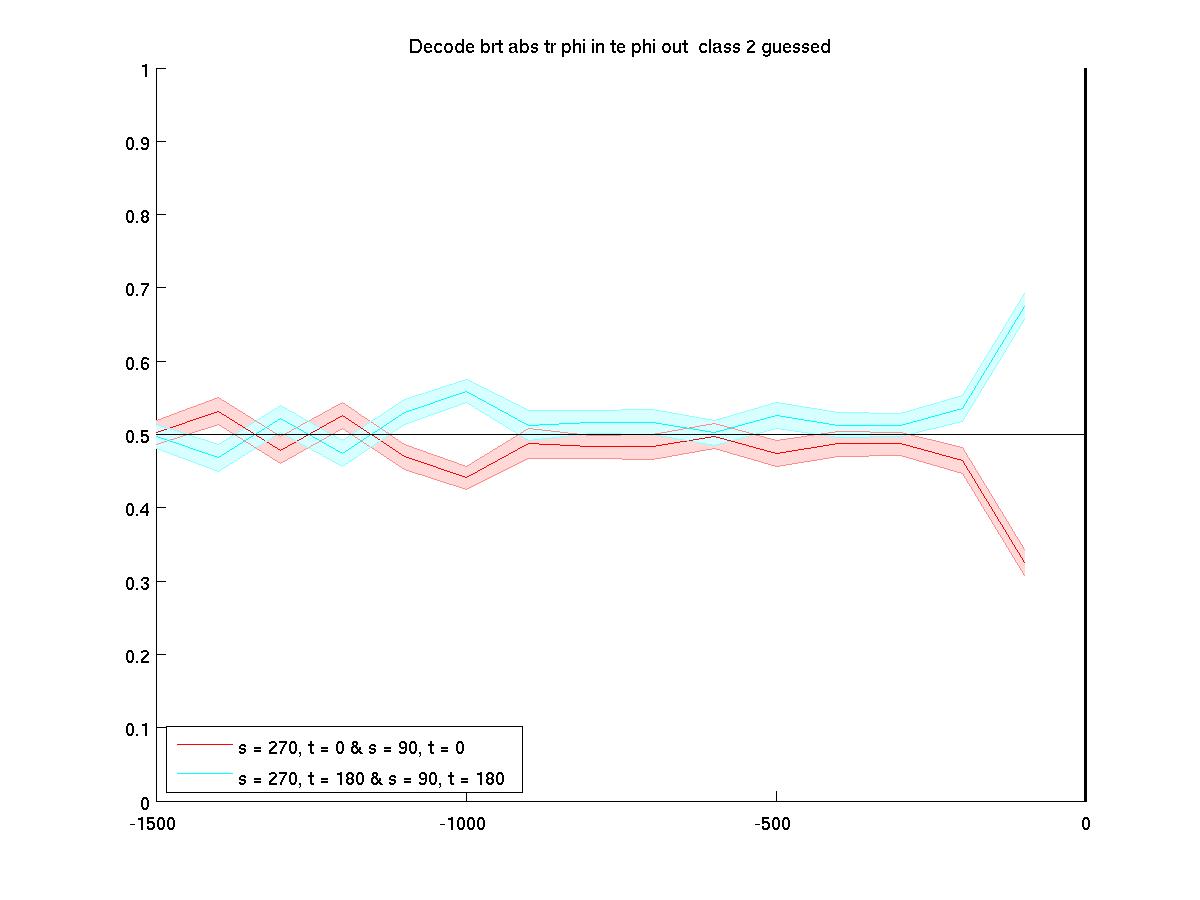 Decode brt abs tr phi in te phi out class 2 guessed
1
0.9
0.8
0.7
0.6
0.5
0.4
0.3
0.2
0.1
0
s = 270, t = 0 & s = 90, t = 0
s = 270, t = 180 & s = 90, t = 180
-1500 -1000 -500 0